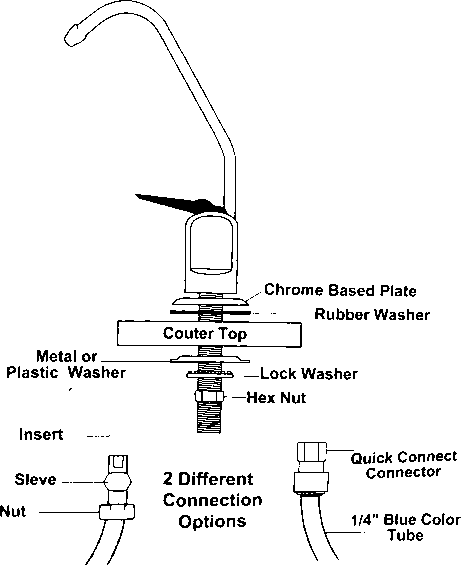 Chrome Based Plate
Rubber Washer
Couter Top
Metal or
Plastic Washer
Lock Washer
Hex Nut
Insert
Sleve
Nut
2 Different
Connection
Options
Quick Connect
Connector
1/4" Blue Color
Tube